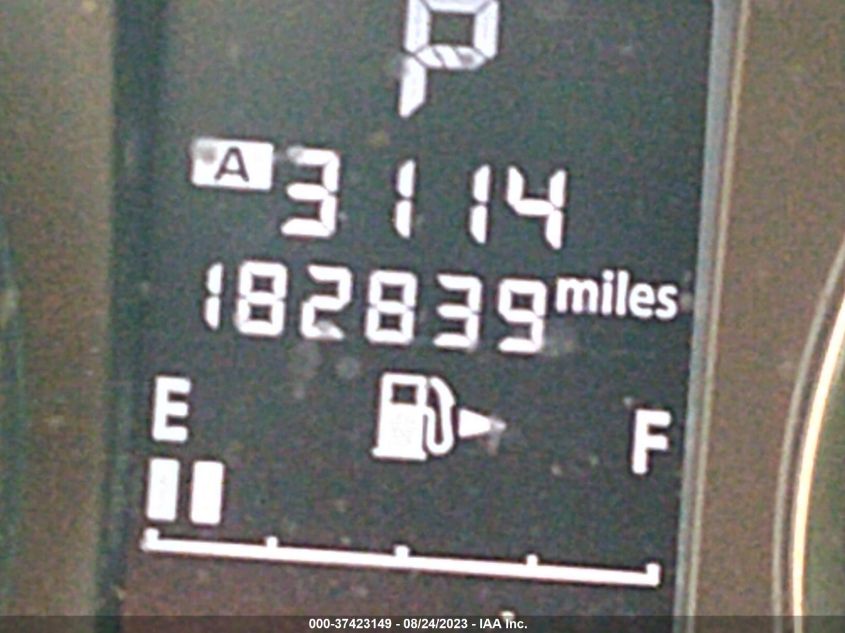 P
A 3114
182839 miles
E F
000-37423149 - 08/24/2023 - IAA Inc.